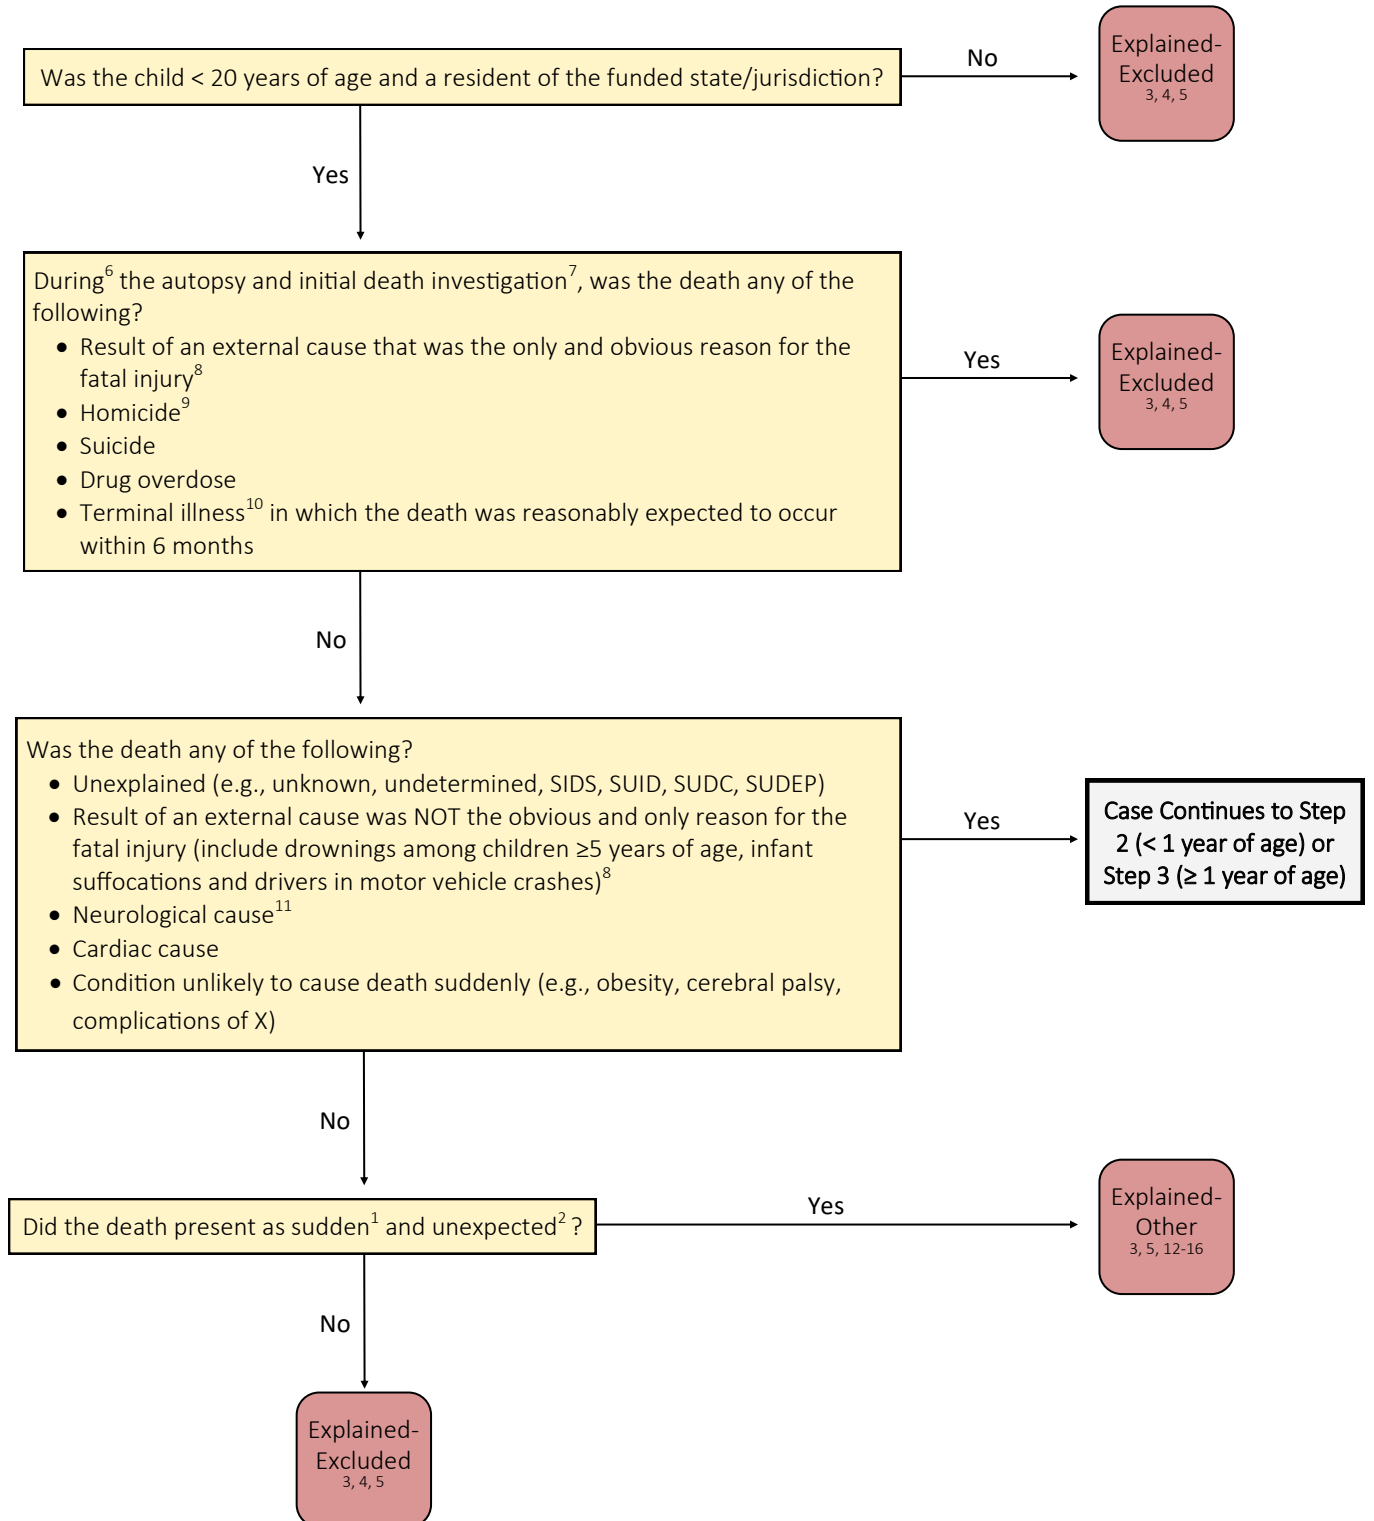 Was the child < 20 years of age and a resident of the funded state/jurisdiction?
No
Explained-
Excluded
3, 4, 5
Yes
During6 the autopsy and initial death investigation7, was the death any of the
following?
• Result of an external cause that was the only and obvious reason for the
fatal injury8
• Homicide9
• Suicide
• Drug overdose
• Terminal illness10 in which the death was reasonably expected to occur
within 6 months
Yes
Explained-
Excluded
3, 4, 5
No
Was the death any of the following?
• Unexplained (e.g., unknown, undetermined, SIDS, SUID, SUDC, SUDEP)
• Result of an external cause was NOT the obvious and only reason for the
fatal injury (include drownings among children ≥5 years of age, infant
suffocations and drivers in motor vehicle crashes)8
• Neurological cause11
• Cardiac cause
• Condition unlikely to cause death suddenly (e.g., obesity, cerebral palsy,
complications of X)
Yes
Case Continues to Step
2 (< 1 year of age) or
Step 3 (≥ 1 year of age)
No
Did the death present as sudden1 and unexpected2 ?
Yes
Explained-
Other
3, 5, 12-16
No
Explained-
Excluded
3, 4, 5